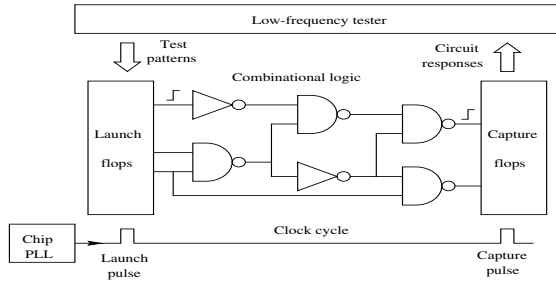 Low-frequency tester
Test
patterns
Circuit
responses
Combinational logic
Launch
flops
Capture
flops
Chip
PLL
Clock cycle
Launch
pulse
Capture
pulse